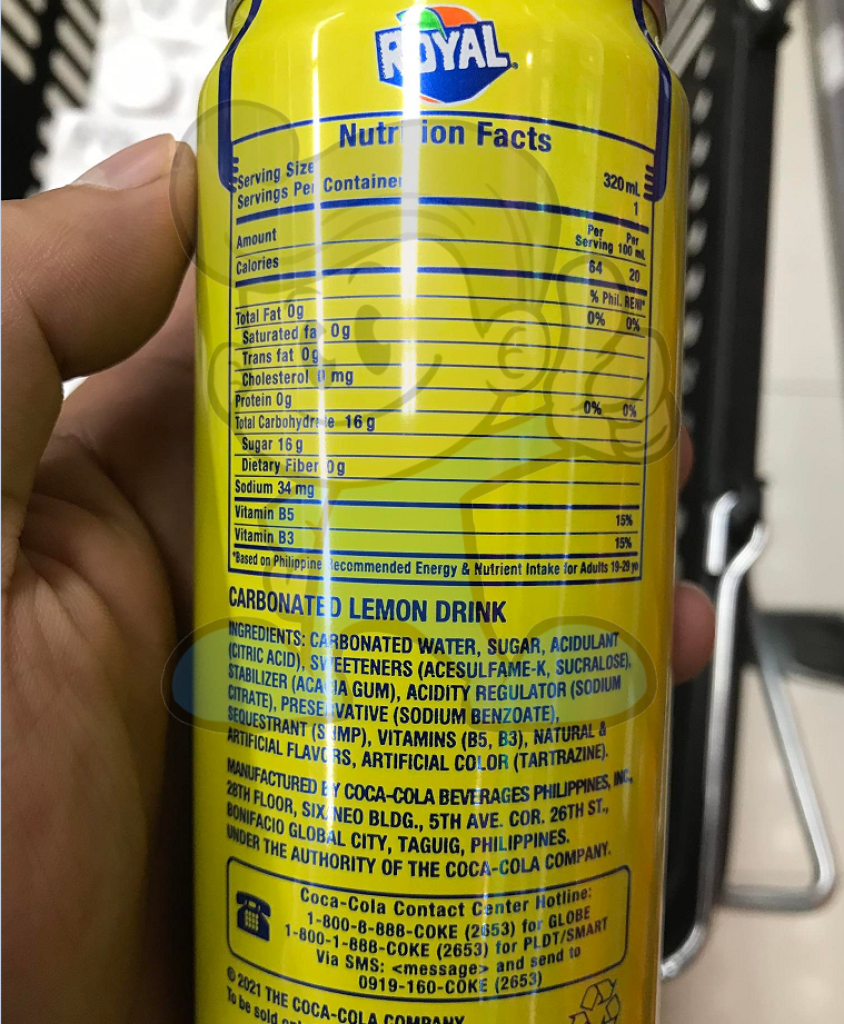 ROYAL
Nutrition Facts
Serving Size 320 mL
Servings Per Container 1
Amount Per Serving Per 100 mL
Calories 64 20
% Phil. RENI*
Total Fat 0g 0% 0%
Saturated fat 0g
Trans fat 0g
Cholesterol 0 mg
Protein 0g 0% 0%
Total Carbohydrate 16 g
Sugar 16 g
Dietary Fiber 0 g
Sodium 34 mg
Vitamin B5 15%
Vitamin B3 15%
*Based on Philippine Recommended Energy & Nutrient Intake for Adults 19-29 yo
CARBONATED LEMON DRINK
INGREDIENTS: CARBONATED WATER, SUGAR, ACIDULANT
(CITRIC ACID), SWEETENERS (ACESULFAME-K, SUCRALOSE),
STABILIZER (ACACIA GUM), ACIDITY REGULATOR (SODIUM
CITRATE), PRESERVATIVE (SODIUM BENZOATE),
SEQUESTRANT (SHMP), VITAMINS (B5, B3), NATURAL &
ARTIFICIAL FLAVORS, ARTIFICIAL COLOR (TARTRAZINE).
MANUFACTURED BY COCA-COLA BEVERAGES PHILIPPINES, INC.,
28TH FLOOR, SIX/NEO BLDG., 5TH AVE. COR. 26TH ST.,
BONIFACIO GLOBAL CITY, TAGUIG, PHILIPPINES.
UNDER THE AUTHORITY OF THE COCA-COLA COMPANY.
Coca-Cola Contact Center Hotline:
1-800-8-888-COKE (2653) for GLOBE
1-800-1-888-COKE (2653) for PLDT/SMART
Via SMS: <message> and send to
0919-160-COKE (2653)
© 2021 THE COCA-COLA COMPANY
To be sold